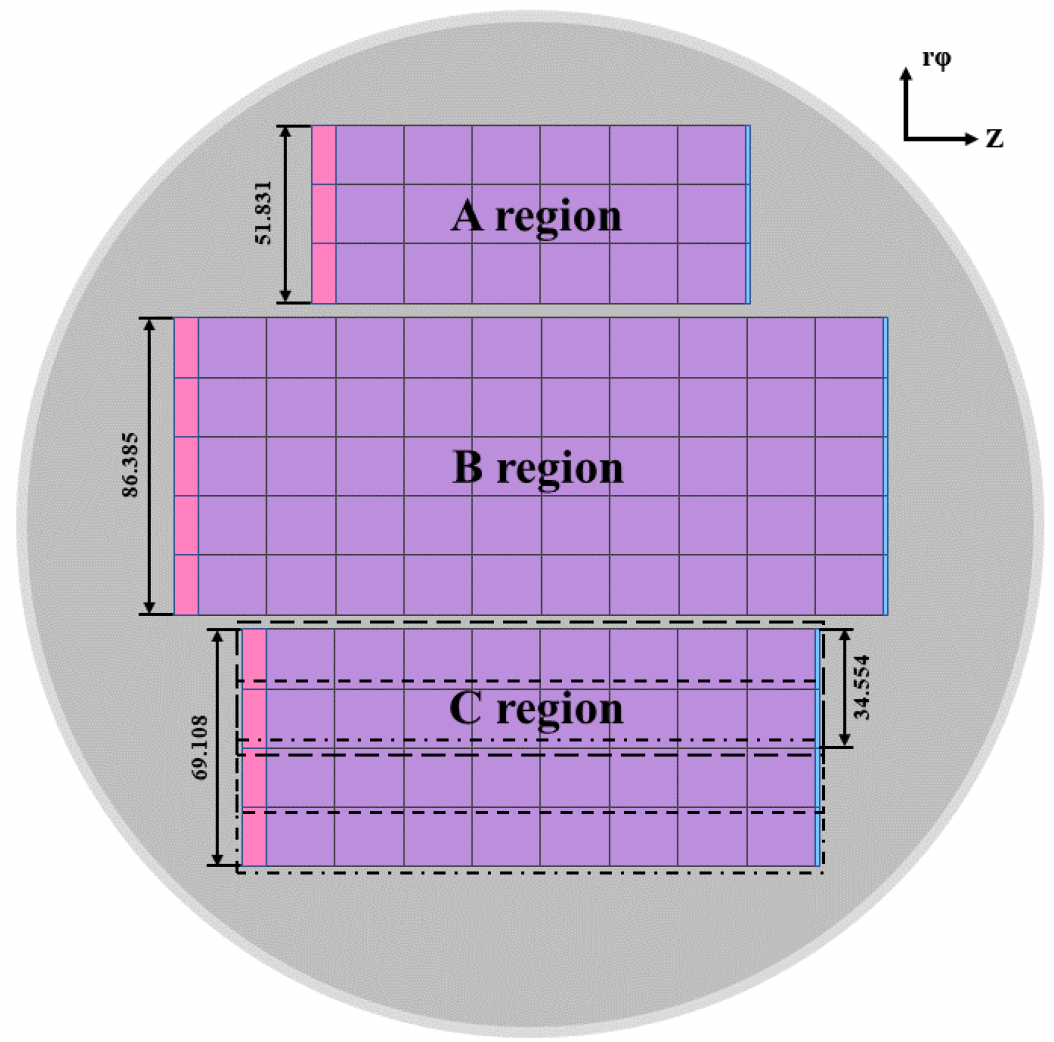 rφ
Z
51.831
A region
86.385
B region
34.554
C region
69.108